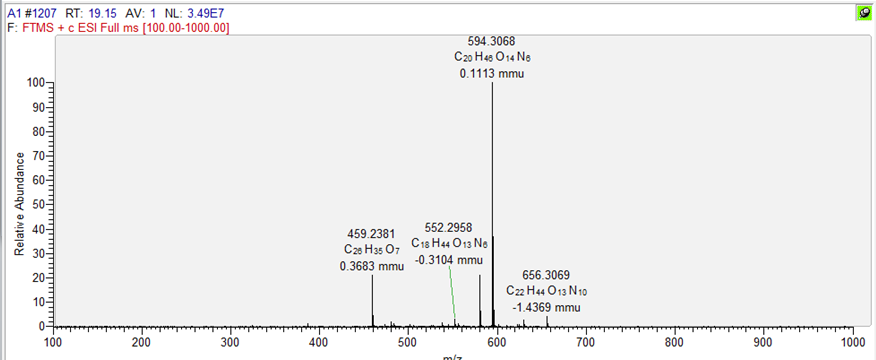 A1 #1207 RT: 19.15 AV: 1 NL: 3.49E7
F: FTMS + c ESI Full ms [100.00-1000.00]
594.3068
C20 H46 O14 N6
0.1113 mmu
100
90
80
70
60
50
40
30
20
10
0
Relative Abundance
459.2381
C26 H35 O7
0.3683 mmu
552.2958
C18 H44 O13 N6
-0.3104 mmu
656.3069
C22 H44 O13 N10
-1.4369 mmu
100 200 300 400 500 600 700 800 900 1000
m/z